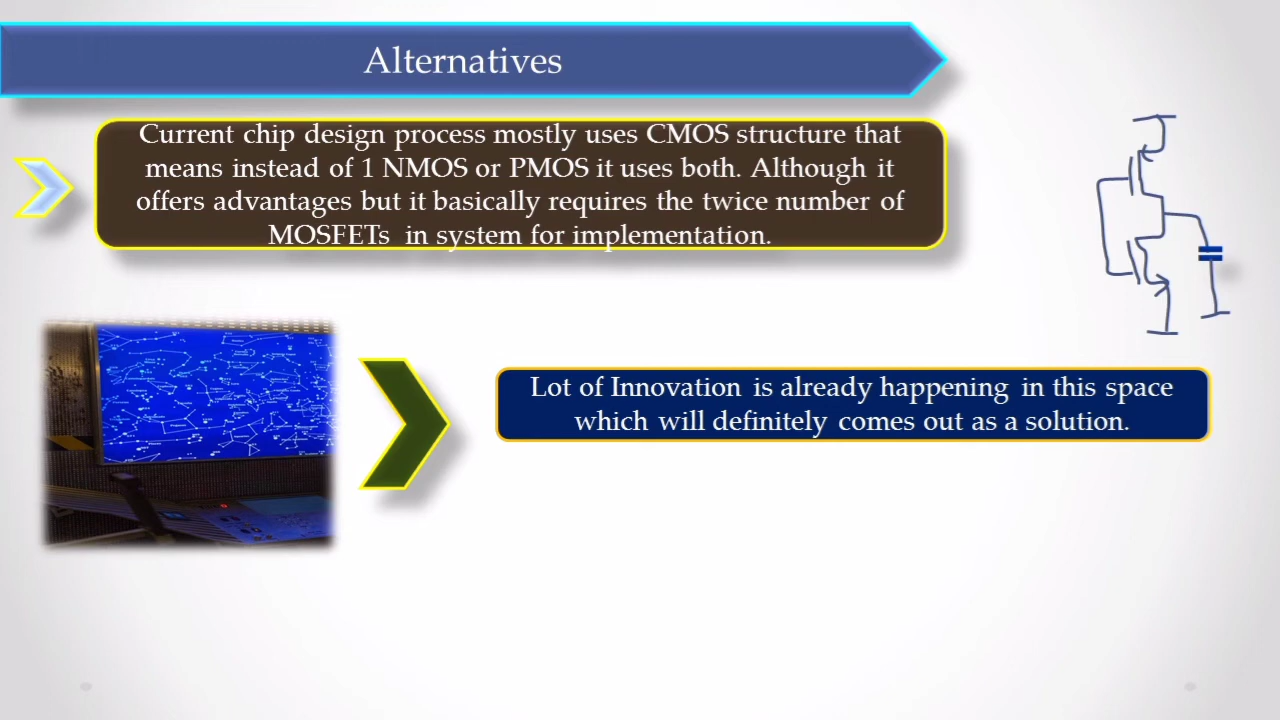 Alternatives
Current chip design process mostly uses CMOS structure that
means instead of 1 NMOS or PMOS it uses both. Although it
offers advantages but it basically requires the twice number of
MOSFETs in system for implementation.
Lot of Innovation is already happening in this space
which will definitely comes out as a solution.